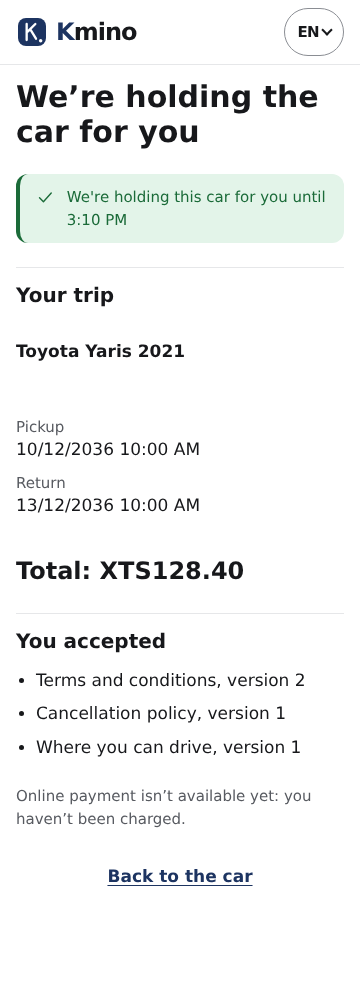 Kmino
EN
We’re holding the
car for you
We're holding this car for you until
3:10 PM
Your trip
Toyota Yaris 2021
Pickup
10/12/2036 10:00 AM
Return
13/12/2036 10:00 AM
Total: XTS128.40
You accepted
• Terms and conditions, version 2
• Cancellation policy, version 1
• Where you can drive, version 1
Online payment isn’t available yet: you
haven’t been charged.
Back to the car